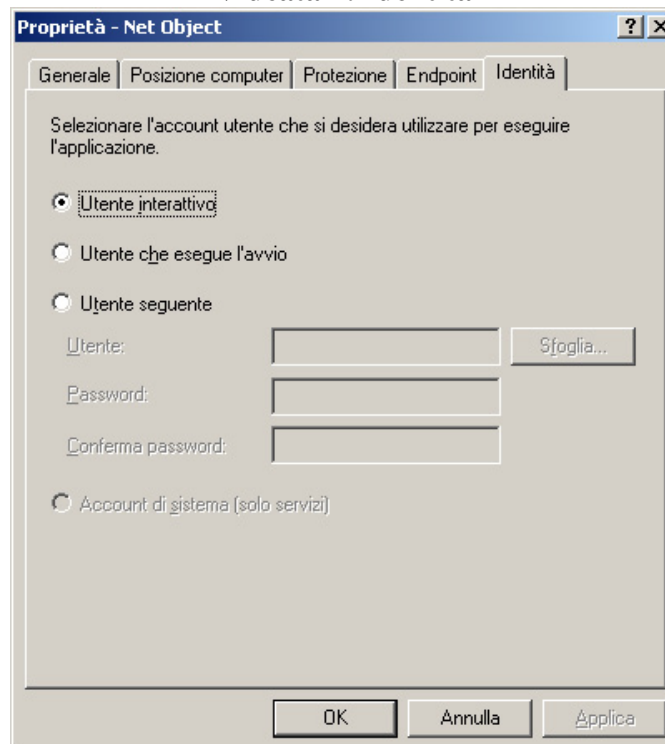 Proprietà - Net Object
Generale Posizione computer Protezione Endpoint Identità
Selezionare l'account utente che si desidera utilizzare per eseguire
l'applicazione.
Utente interattivo
Utente che esegue l'avvio
Utente seguente
Utente: Sfoglia...
Password:
Conferma password:
Account di sistema (solo servizi)
OK Annulla Applica